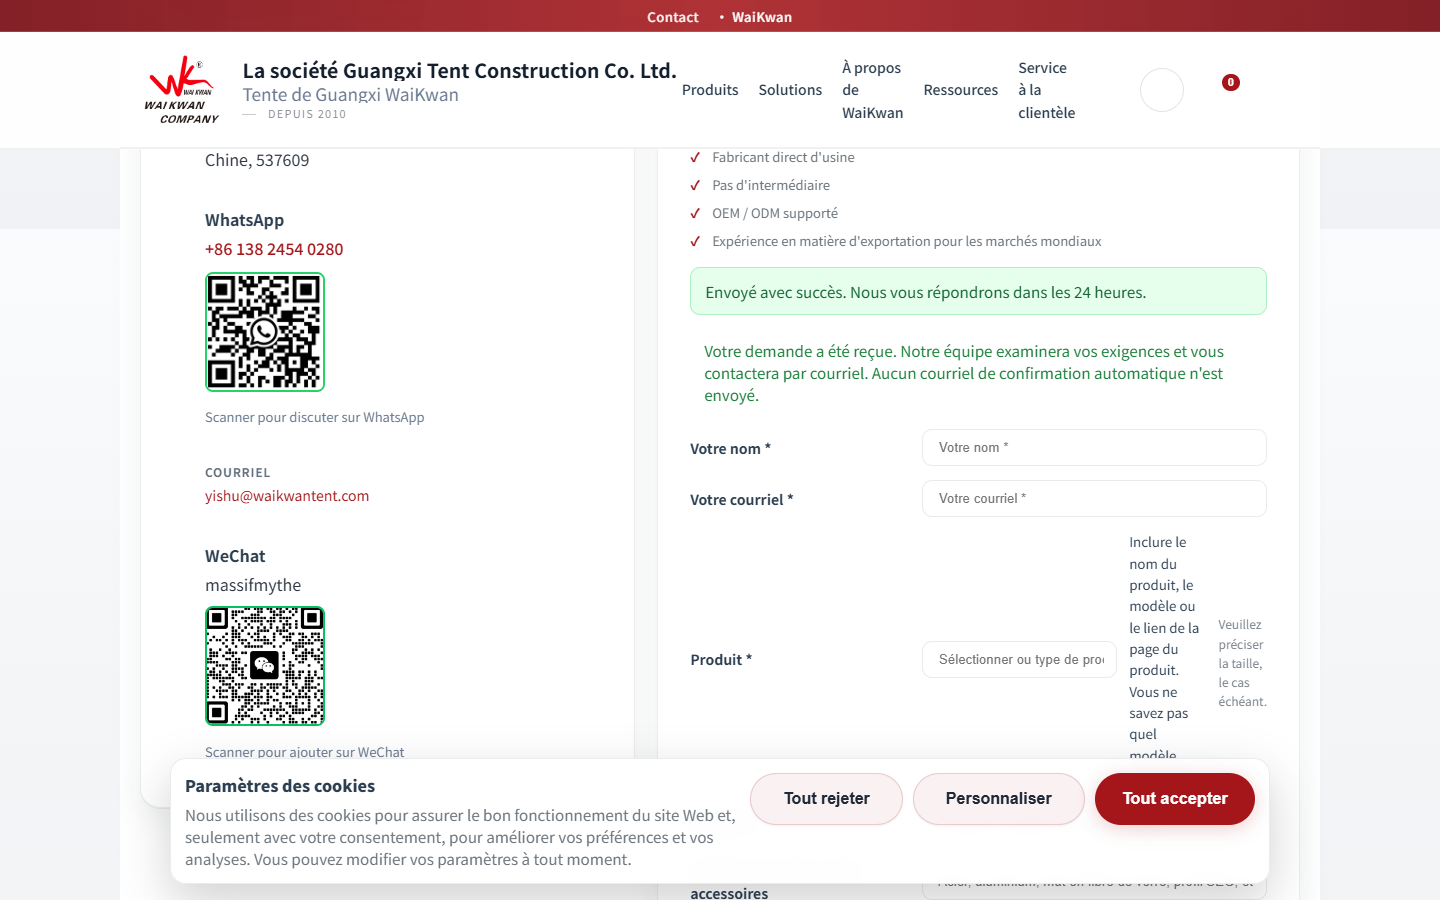 Contact • WaiKwan
WK ®
WAI KWAN
WAI KWAN
COMPANY
La société Guangxi Tent Construction Co. Ltd.
Tente de Guangxi WaiKwan
DEPUIS 2010
Produits
Solutions
À propos
de
WaiKwan
Ressources
Service
à la
clientèle
0
Chine, 537609
WhatsApp
+86 138 2454 0280
Scanner pour discuter sur WhatsApp
COURRIEL
yishu@waikwantent.com
WeChat
massifmythe
Scanner pour ajouter sur WeChat
✓ Fabricant direct d'usine
✓ Pas d'intermédiaire
✓ OEM / ODM supporté
✓ Expérience en matière d'exportation pour les marchés mondiaux
Envoyé avec succès. Nous vous répondrons dans les 24 heures.
Votre demande a été reçue. Notre équipe examinera vos exigences et vous
contactera par courriel. Aucun courriel de confirmation automatique n'est
envoyé.
Votre nom *
Votre nom *
Votre courriel *
Votre courriel *
Produit *
Sélectionner ou type de pro
Inclure le
nom du
produit, le
modèle ou
le lien de la
page du
produit.
Vous ne
savez pas
quel
modèle
Veuillez
préciser
la taille,
le cas
échéant.
Paramètres des cookies
Nous utilisons des cookies pour assurer le bon fonctionnement du site Web et,
seulement avec votre consentement, pour améliorer vos préférences et vos
analyses. Vous pouvez modifier vos paramètres à tout moment.
Tout rejeter
Personnaliser
Tout accepter
accessoires